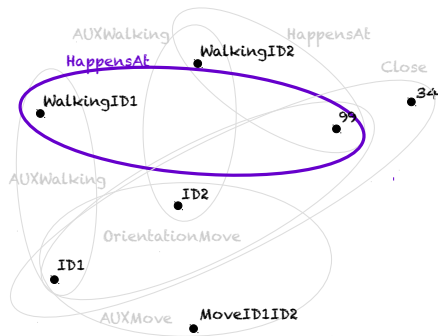 AUXWalking
HappensAt
WalkingID2
HappensAt
Close
34
WalkingID1
99
AUXWalking
ID2
OrientationMove
ID1
AUXMove
MoveID1ID2